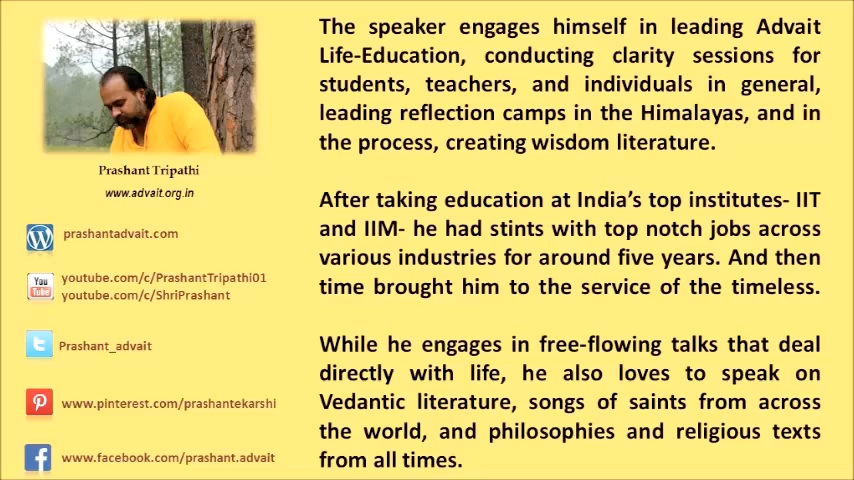 Prashant Tripathi
www.advait.org.in
prashantadvait.com
You
Tube
youtube.com/c/PrashantTripathi01
youtube.com/c/ShriPrashant
Prashant_advait
www.pinterest.com/prashantekarshi
www.facebook.com/prashant.advait
The speaker engages himself in leading Advait
Life-Education, conducting clarity sessions for
students, teachers, and individuals in general,
leading reflection camps in the Himalayas, and in
the process, creating wisdom literature.
After taking education at India's top institutes- IIT
and IIM- he had stints with top notch jobs across
various industries for around five years. And then
time brought him to the service of the timeless.
While he engages in free-flowing talks that deal
directly with life, he also loves to speak on
Vedantic literature, songs of saints from across
the world, and philosophies and religious texts
from all times.